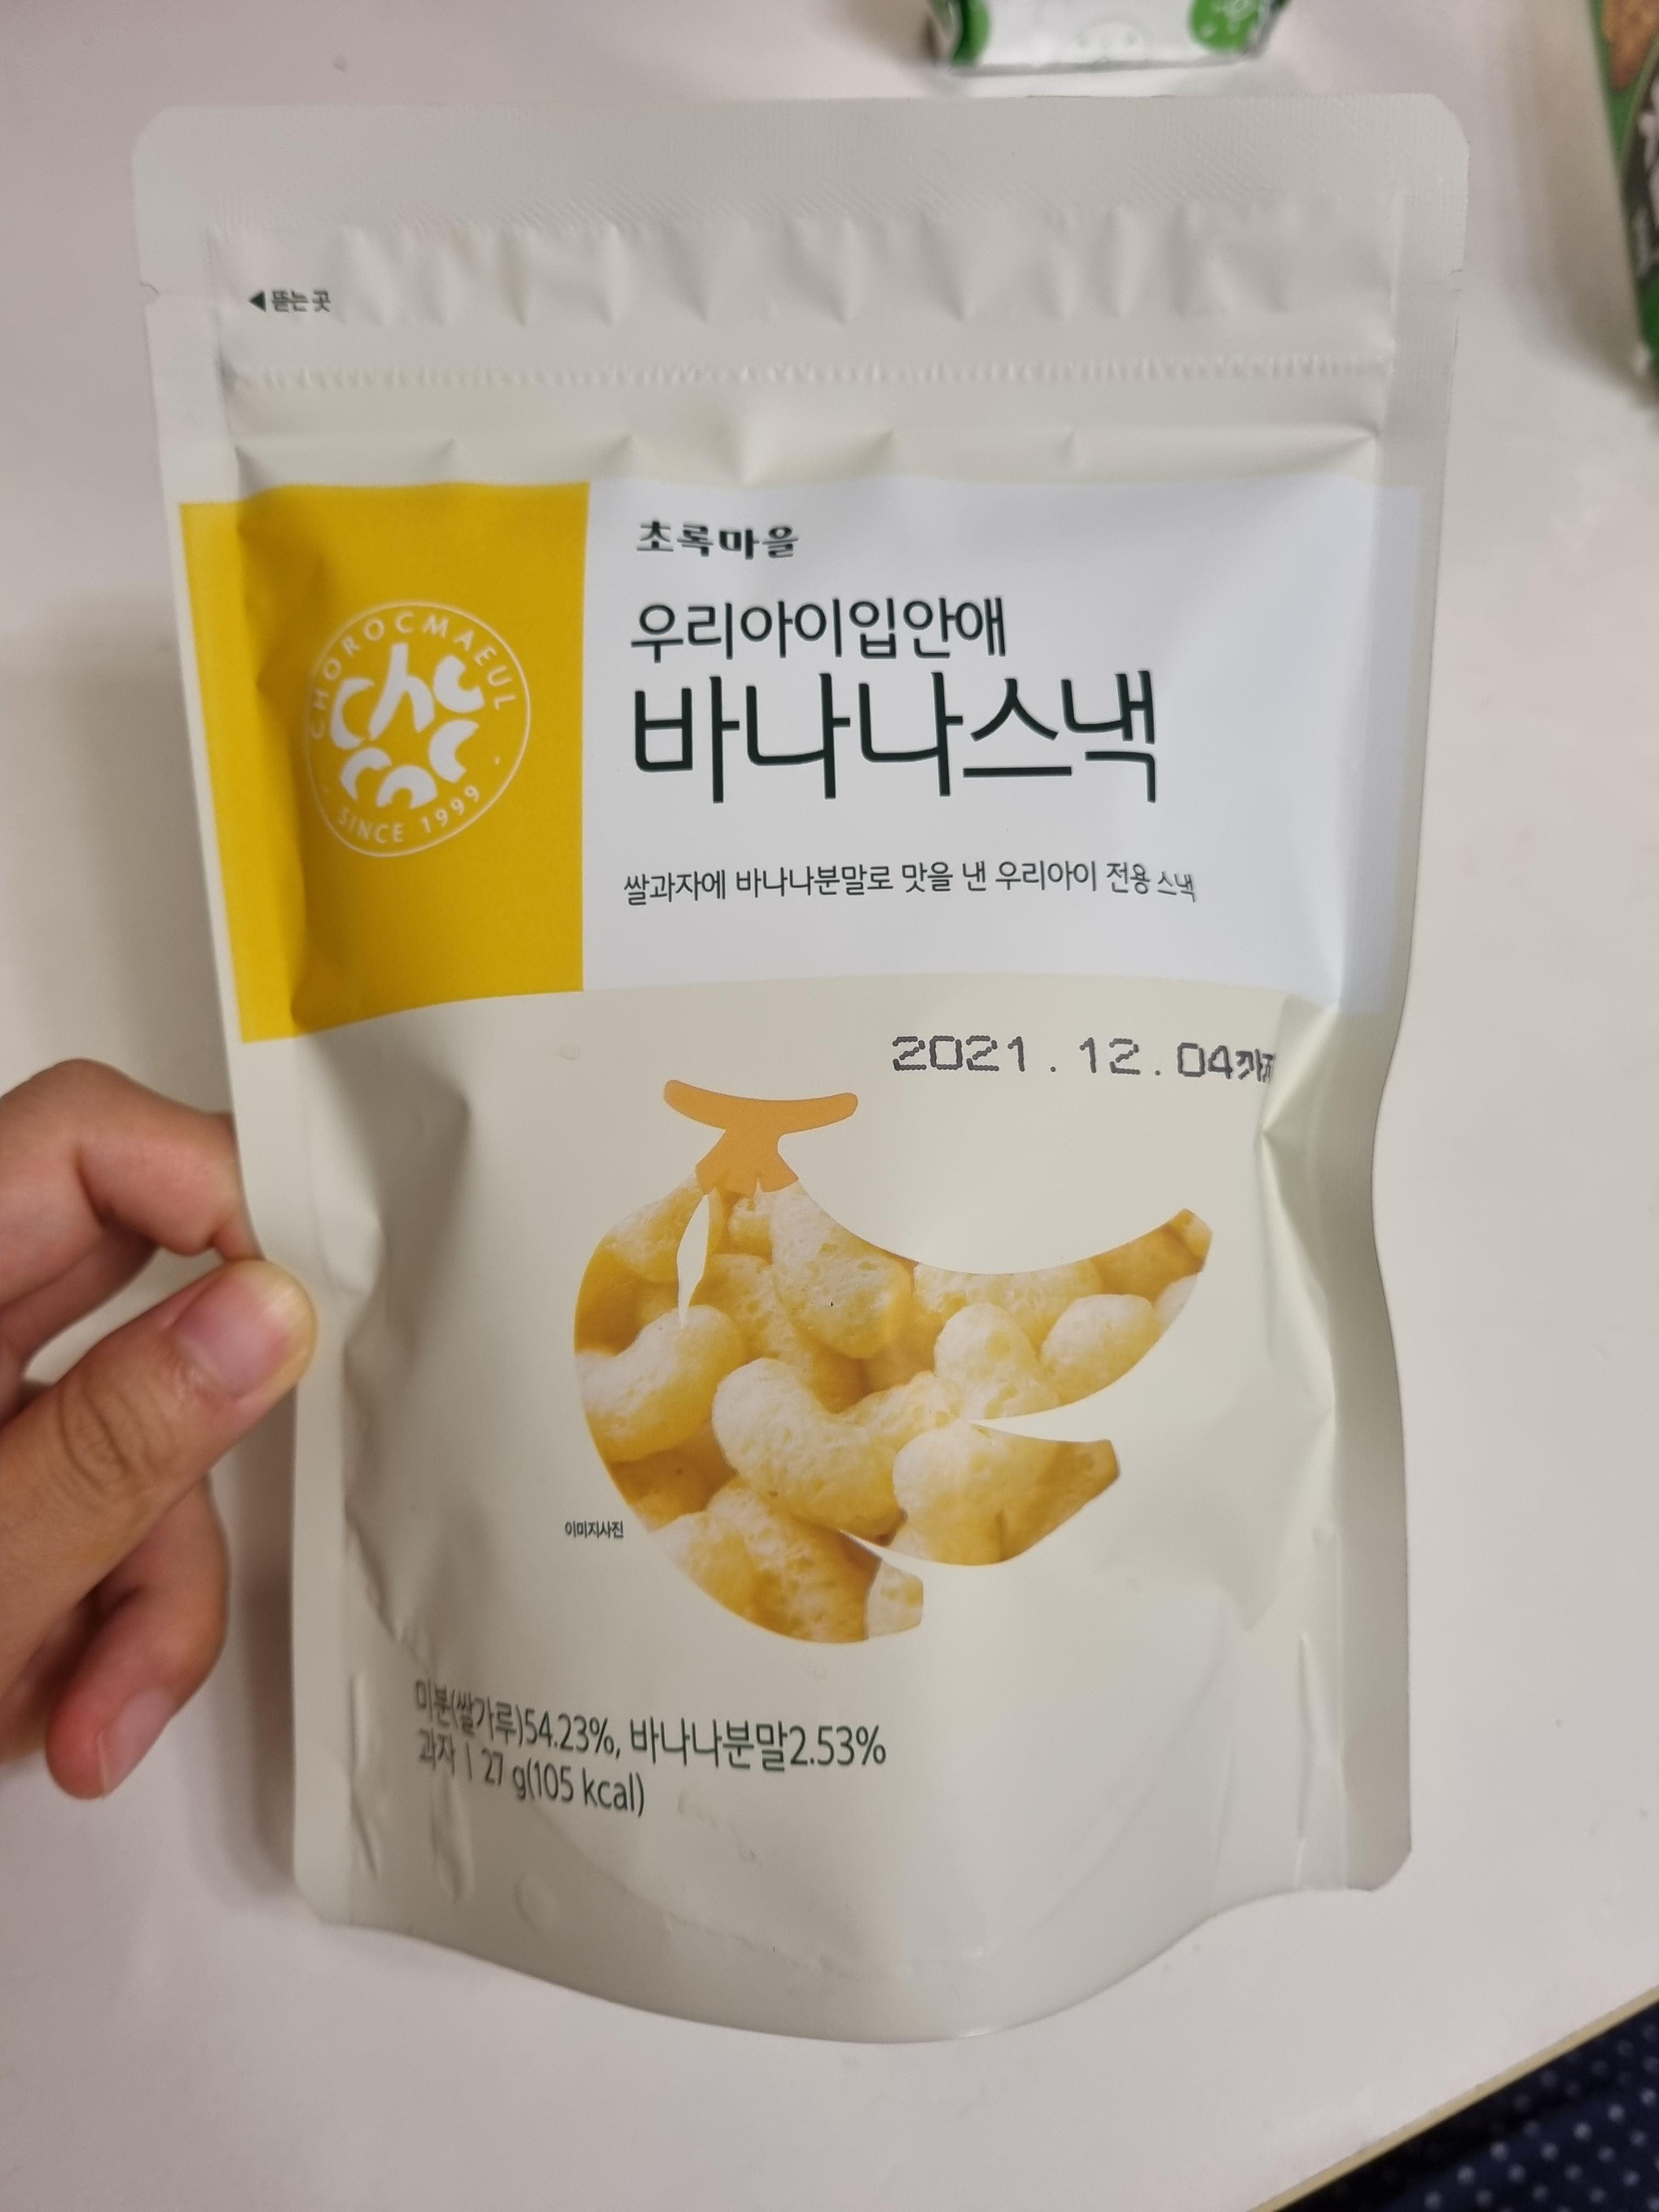 ◀뜯는곳
초록마을
우리아이입안애
바나나스낵
CHOROCMAEUL
choroc
SINCE 1999
쌀과자에 바나나분말로 맛을 낸 우리아이 전용 스낵
2021.12.04까지
이미지사진
미분(쌀가루)54.23%, 바나나분말2.53%
과자 | 27 g(105 kcal)